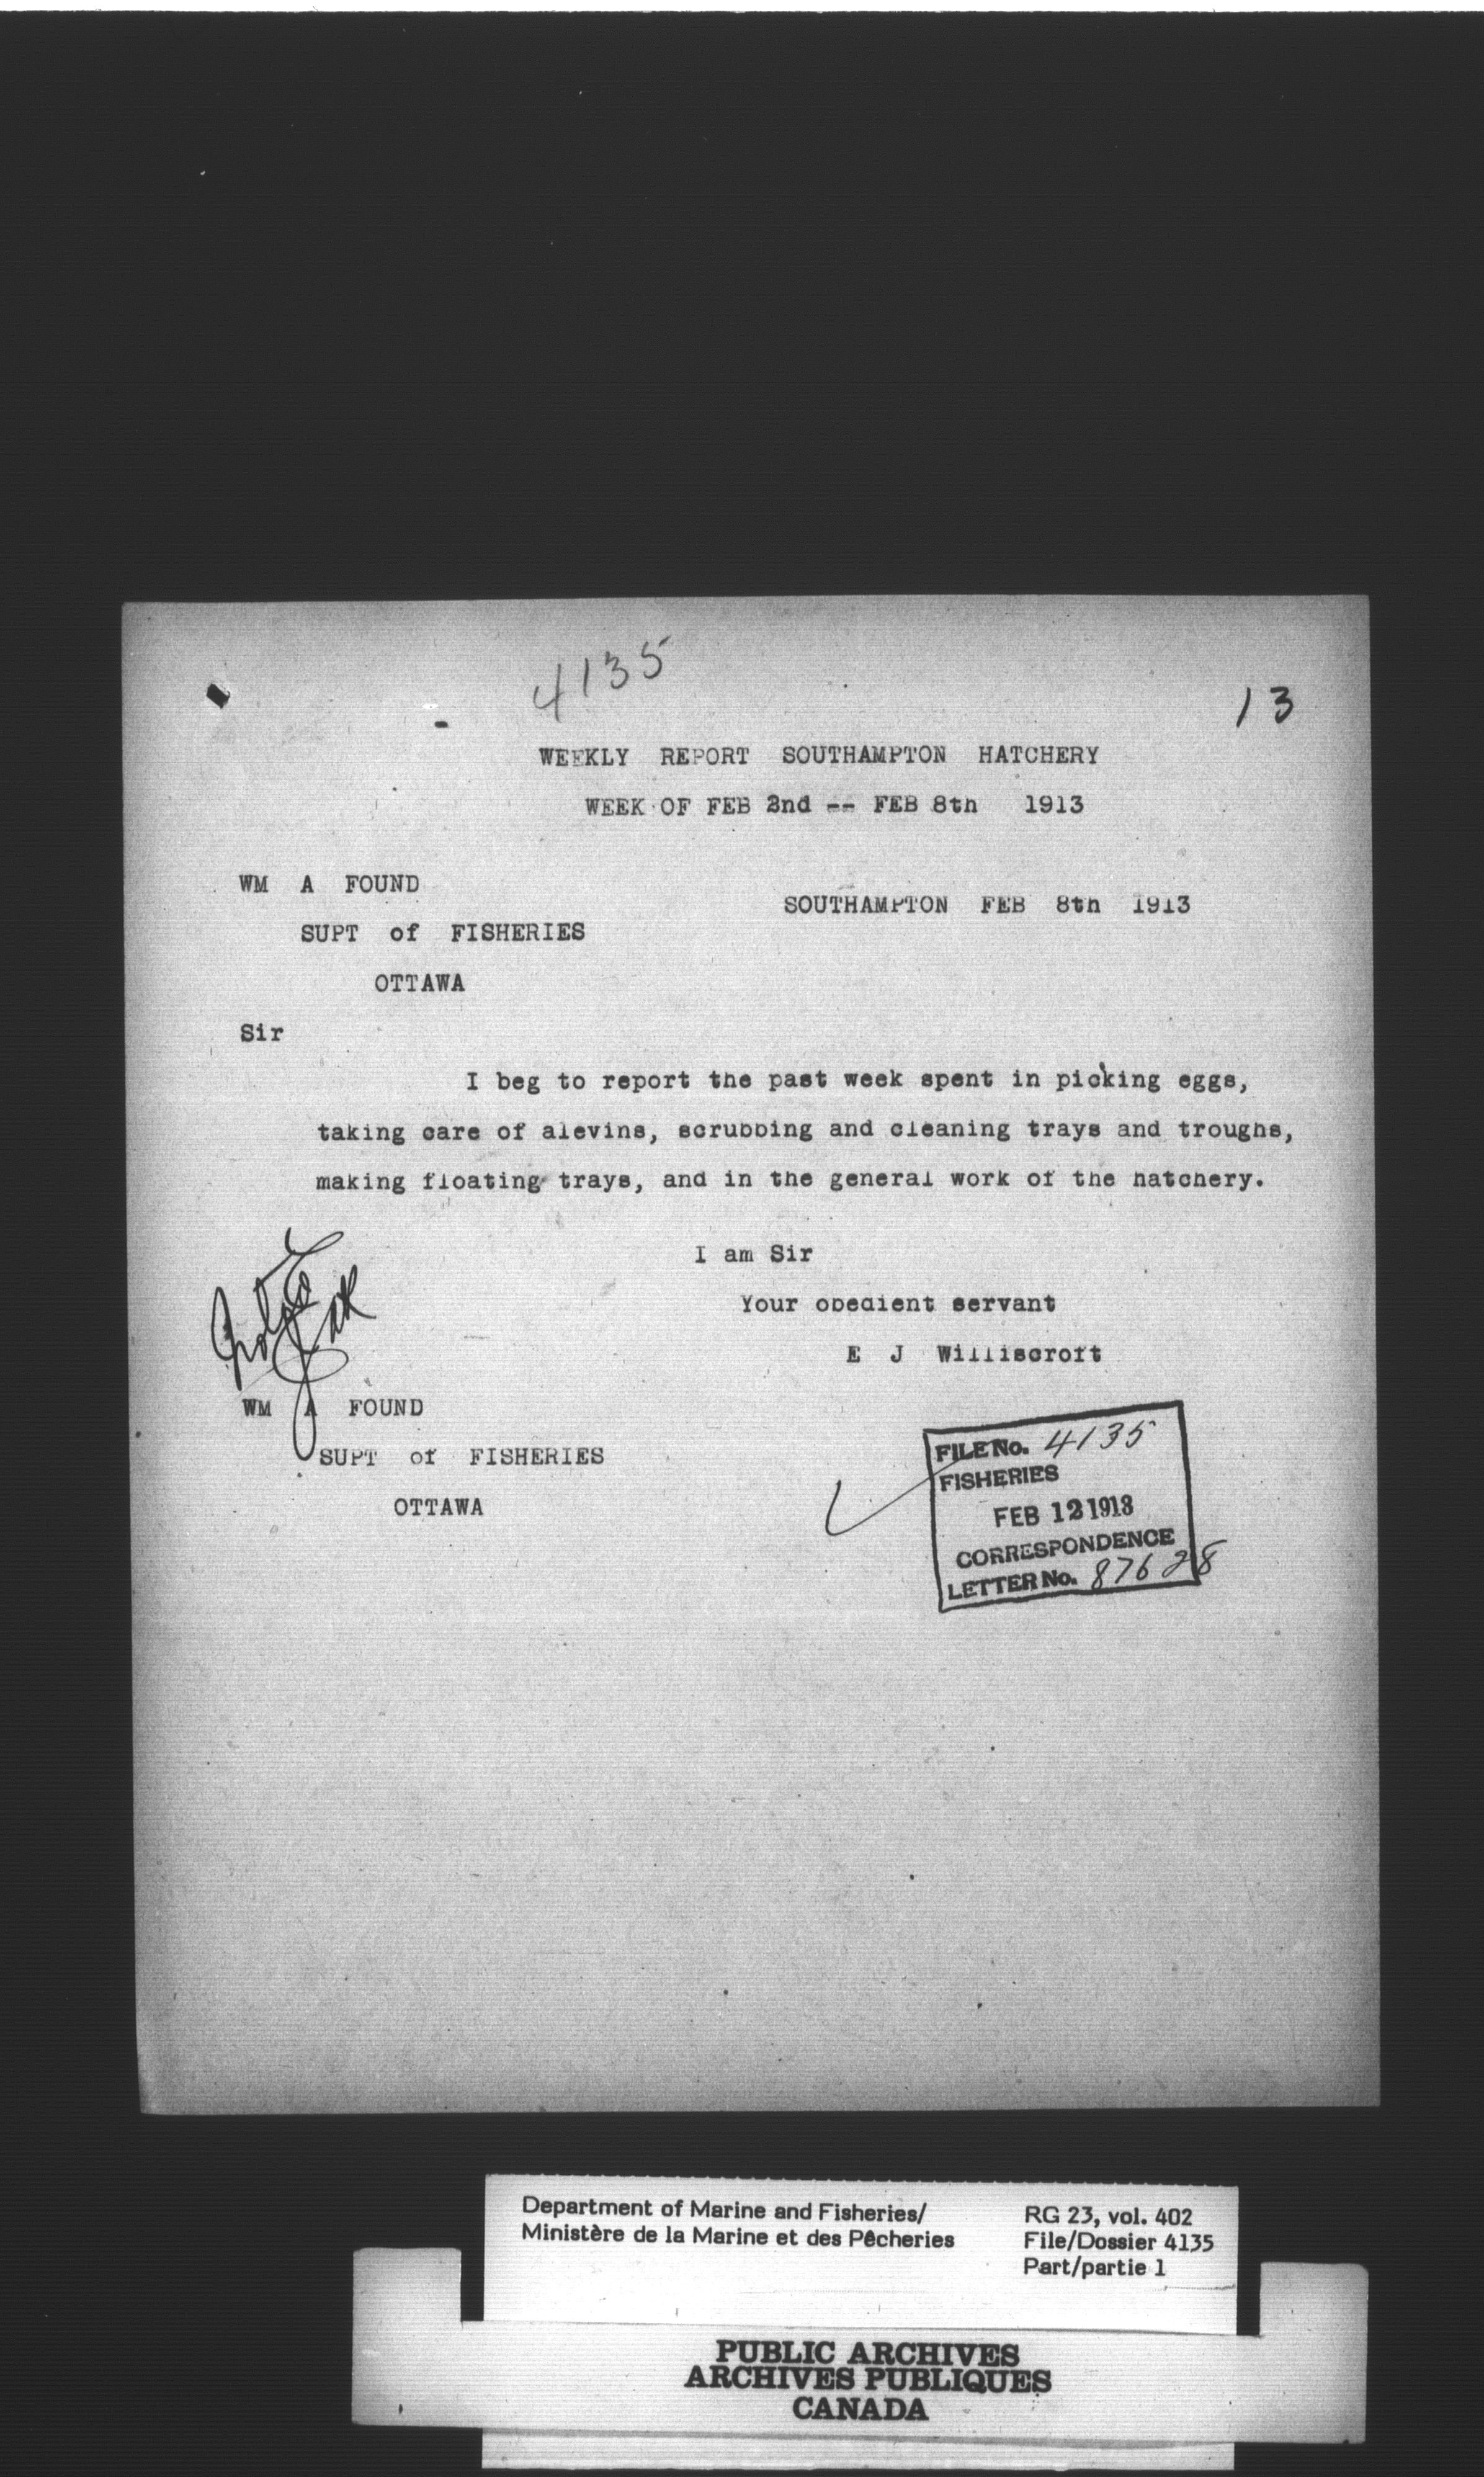 4135
13
WEEKLY REPORT SOUTHAMPTON HATCHERY
WEEK OF FEB 2nd -- FEB 8th 1913
WM A FOUND
SOUTHAMPTON FEB 8th 1913
SUPT of FISHERIES
OTTAWA
Sir
I beg to report the past week spent in picking eggs,
taking care of alevins, scrubbing and cleaning trays and troughs,
making floating trays, and in the general work of the hatchery.
I am Sir
Your obedient servant
E J Williscroft
WM A FOUND
SUPT of FISHERIES
OTTAWA
FILE No. 4135
FISHERIES
FEB 12 1913
CORRESPONDENCE
LETTER No. 87628
Department of Marine and Fisheries/
Ministère de la Marine et des Pêcheries
RG 23, vol. 402
File/Dossier 4135
Part/partie 1
PUBLIC ARCHIVES
ARCHIVES PUBLIQUES
CANADA